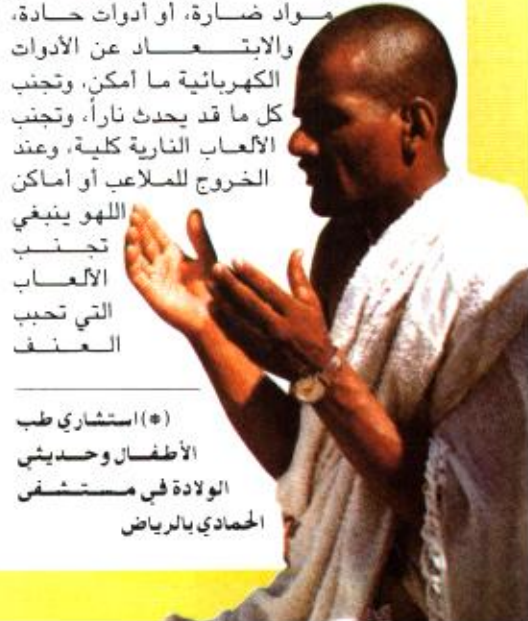 مواد ضارة، أو أدوات حادة،
والابتعاد عن الأدوات
الكهربائية ما أمكن، وتجنب
كل ما قد يحدث ناراً، وتجنب
الألعاب النارية كلية، وعند
الخروج للملاعب أو أماكن
اللهو ينبغي
تجنب
الألعاب
التي تحبب
العنف
(*) استشاري طب
الأطفال وحديثي
الولادة في مستشفى
الحمادي بالرياض